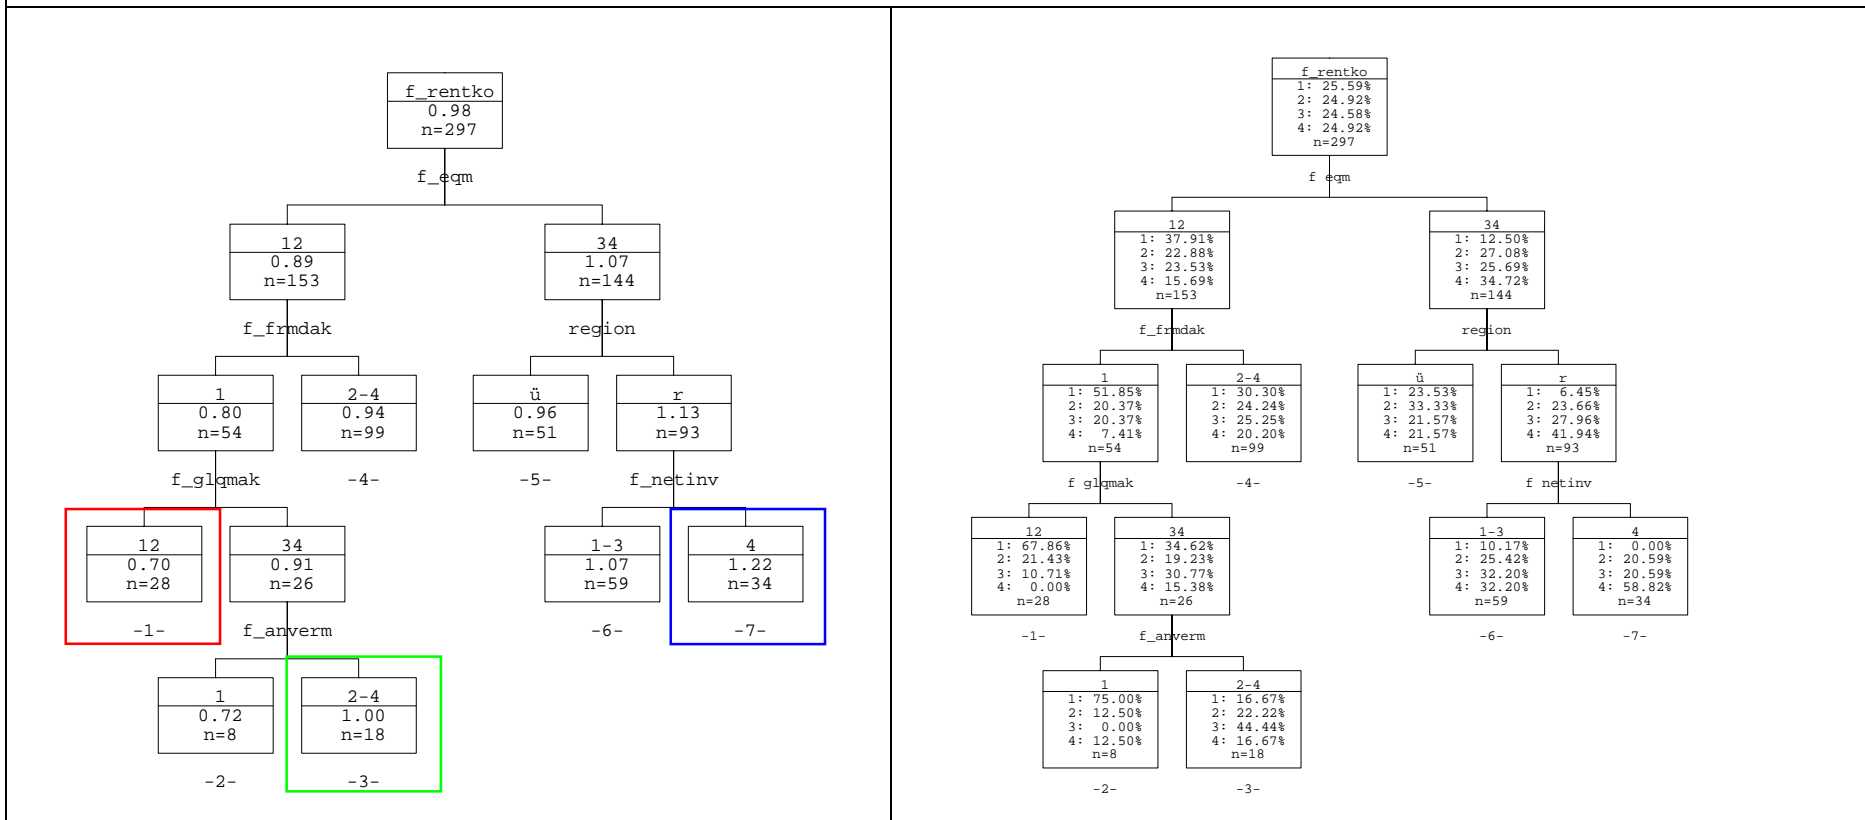 f_rentko
0.98
n=297
f_eqm
12
0.89
n=153
34
1.07
n=144
f_frmdak
region
1
0.80
n=54
2-4
0.94
n=99
ü
0.96
n=51
r
1.13
n=93
f_glqmak
-4-
-5-
f_netinv
12
0.70
n=28
34
0.91
n=26
1-3
1.07
n=59
4
1.22
n=34
-1-
f_anverm
-6-
-7-
1
0.72
n=8
2-4
1.00
n=18
-2-
-3-
f_rentko
1: 25.59%
2: 24.92%
3: 24.58%
4: 24.92%
n=297
f eqm
12
1: 37.91%
2: 22.88%
3: 23.53%
4: 15.69%
n=153
34
1: 12.50%
2: 27.08%
3: 25.69%
4: 34.72%
n=144
f_frmdak
region
1
1: 51.85%
2: 20.37%
3: 20.37%
4: 7.41%
n=54
2-4
1: 30.30%
2: 24.24%
3: 25.25%
4: 20.20%
n=99
ü
1: 23.53%
2: 33.33%
3: 21.57%
4: 21.57%
n=51
r
1: 6.45%
2: 23.66%
3: 27.96%
4: 41.94%
n=93
f glqmak
-4-
-5-
f netinv
12
1: 67.86%
2: 21.43%
3: 10.71%
4: 0.00%
n=28
34
1: 34.62%
2: 19.23%
3: 30.77%
4: 15.38%
n=26
1-3
1: 10.17%
2: 25.42%
3: 32.20%
4: 32.20%
n=59
4
1: 0.00%
2: 20.59%
3: 20.59%
4: 58.82%
n=34
-1-
f_anverm
-6-
-7-
1
1: 75.00%
2: 12.50%
3: 0.00%
4: 12.50%
n=8
2-4
1: 16.67%
2: 22.22%
3: 44.44%
4: 16.67%
n=18
-2-
-3-